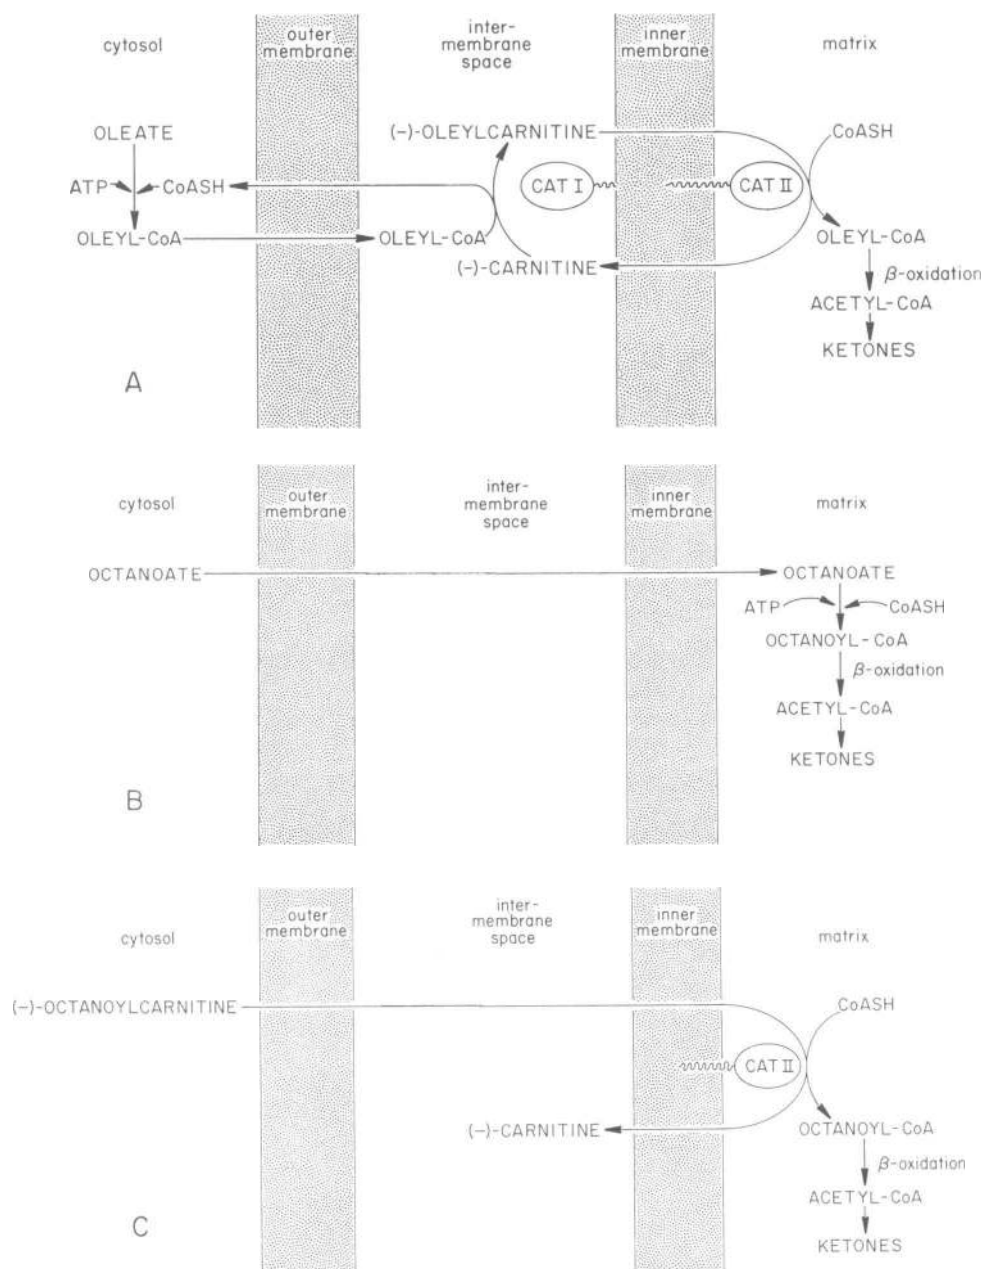 cytosol
outer
membrane
inter-
membrane
space
inner
membrane
matrix
OLEATE
(-)-OLEYLCARNITINE
CoASH
ATP
CoASH
CAT I
CAT II
OLEYL-CoA
OLEYL-CoA
OLEYL-CoA
(-)-CARNITINE
β-oxidation
ACETYL-CoA
KETONES
A
cytosol
outer
membrane
inter-
membrane
space
inner
membrane
matrix
OCTANOATE
OCTANOATE
ATP
CoASH
OCTANOYL-CoA
β-oxidation
ACETYL-CoA
KETONES
B
cytosol
outer
membrane
inter-
membrane
space
inner
membrane
matrix
(-)-OCTANOYLCARNITINE
CoASH
CAT II
(-)-CARNITINE
OCTANOYL-CoA
β-oxidation
ACETYL-CoA
KETONES
C